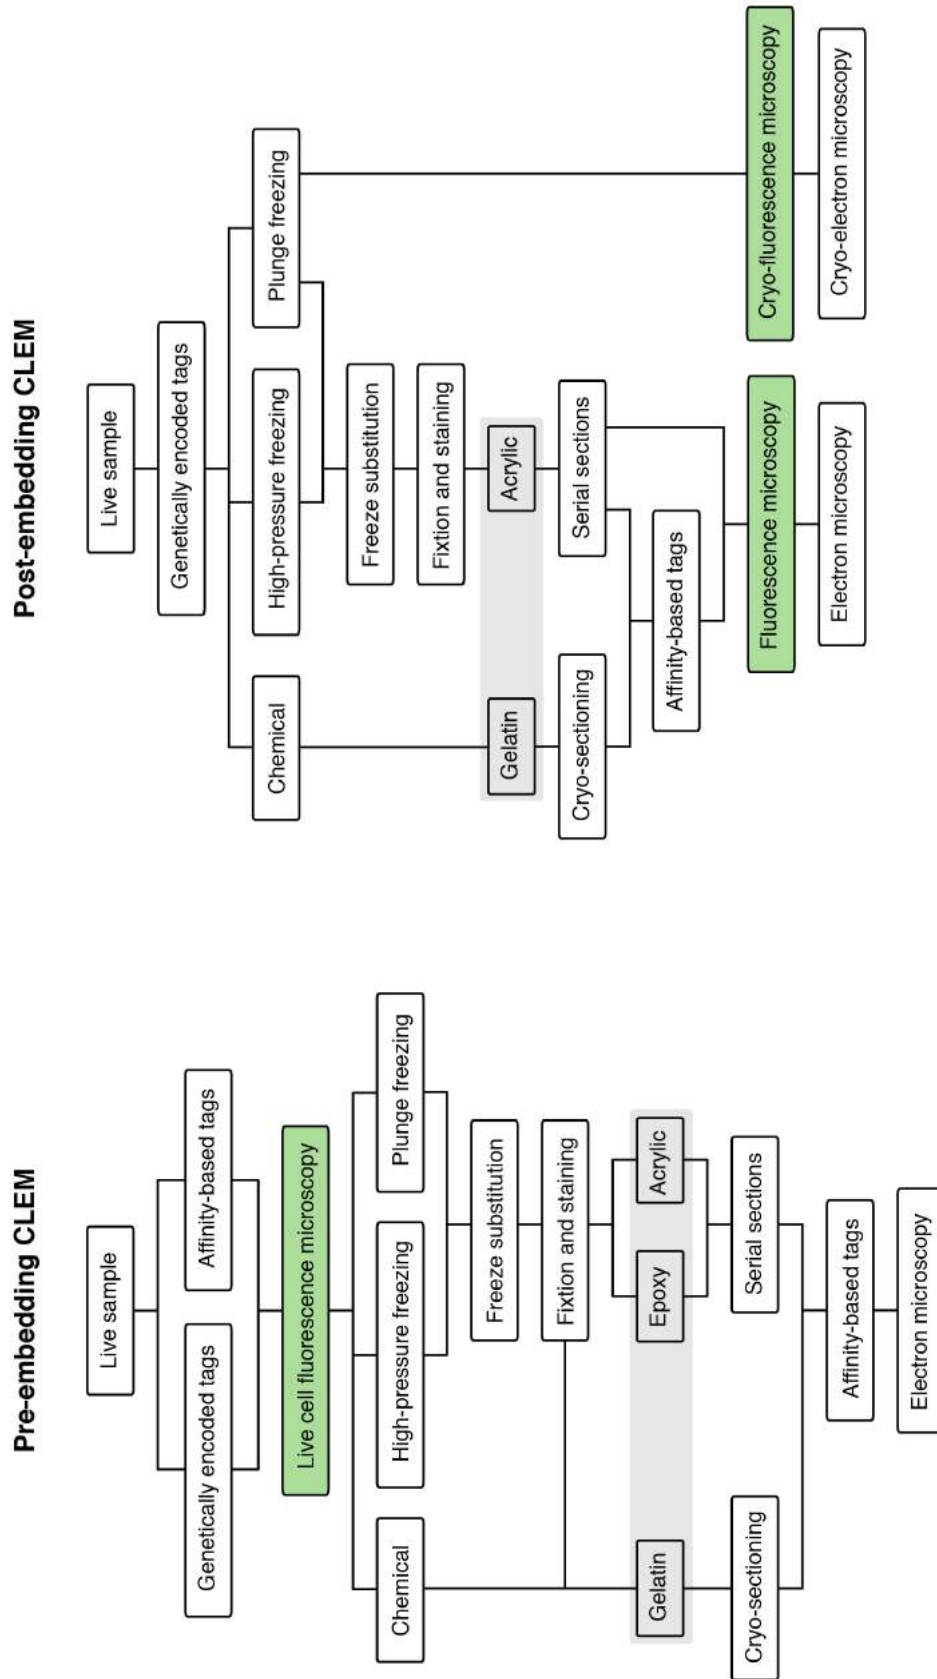 Pre-embedding CLEM
Live sample
Genetically encoded tags
Affinity-based tags
Live cell fluorescence microscopy
Chemical
High-pressure freezing
Plunge freezing
Freeze substitution
Fixtion and staining
Gelatin
Epoxy
Acrylic
Cryo-sectioning
Serial sections
Affinity-based tags
Electron microscopy
Post-embedding CLEM
Live sample
Genetically encoded tags
Chemical
High-pressure freezing
Plunge freezing
Freeze substitution
Fixtion and staining
Gelatin
Acrylic
Cryo-sectioning
Serial sections
Affinity-based tags
Fluorescence microscopy
Cryo-fluorescence microscopy
Electron microscopy
Cryo-electron microscopy